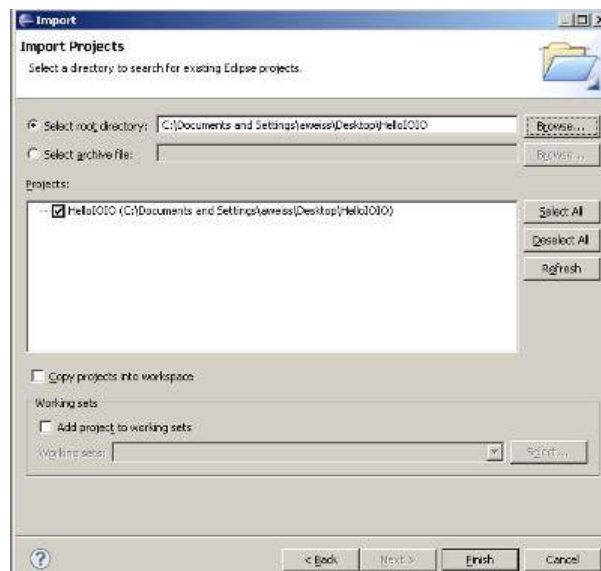 Import
Import Projects
Select a directory to search for existing Eclipse projects.
Select root directory: C:\Documents and Settings\aweiss\Desktop\HelloIOIO Browse...
Select archive file: Browse...
Projects:
HelloIOIO (C:\Documents and Settings\aweiss\Desktop\HelloIOIO)
Select All
Deselect All
Refresh
Copy projects into workspace
Working sets
Add project to working sets
Working sets: Select...
? < Back Next > Finish Cancel